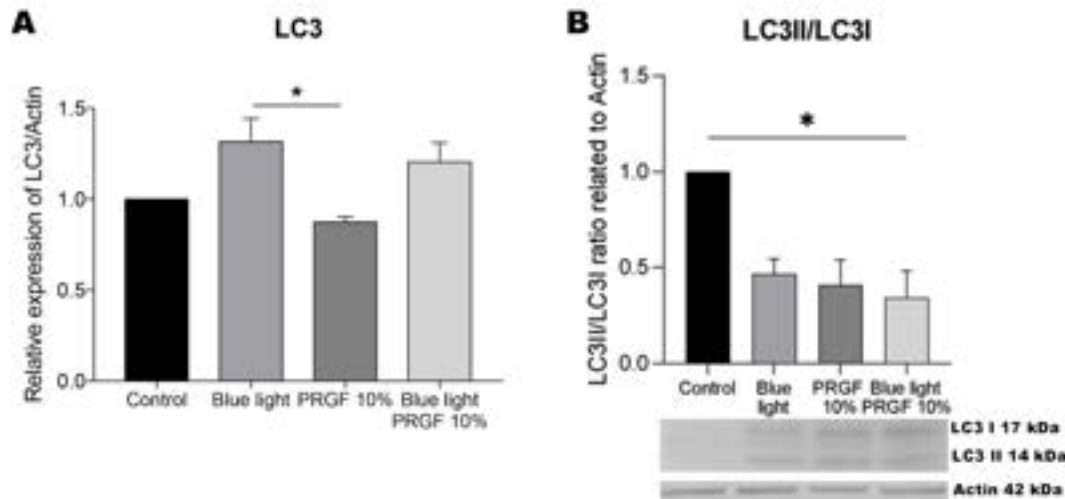 A
LC3
Relative expression of LC3/Actin
1.5
1.0
0.5
0.0
*
Control
Blue light
PRGF 10%
Blue light
PRGF 10%
B
LC3II/LC3I
LC3II/LC3I ratio related to Actin
1.5
1.0
0.5
0.0
*
Control
Blue
light
PRGF
10%
Blue light
PRGF 10%
LC3 I 17 kDa
LC3 II 14 kDa
Actin 42 kDa